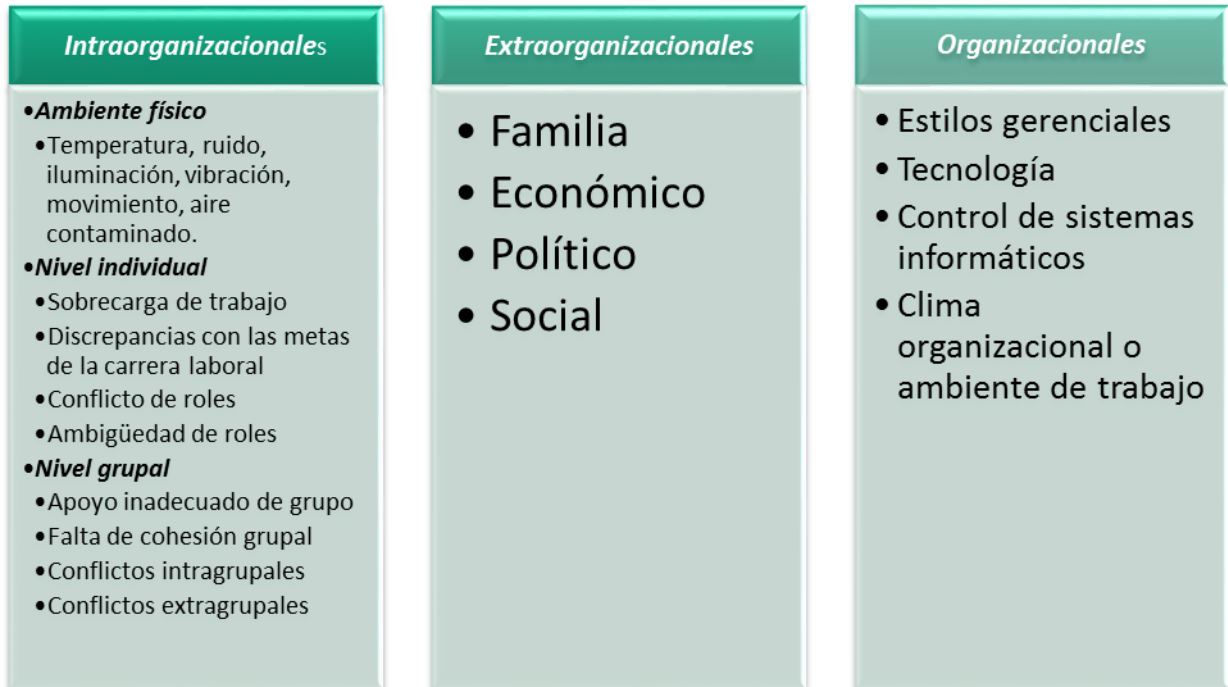 Intraorganizacionales
•Ambiente físico
•Temperatura, ruido,
iluminación, vibración,
movimiento, aire
contaminado.
•Nivel individual
•Sobrecarga de trabajo
•Discrepancias con las metas
de la carrera laboral
•Conflicto de roles
•Ambigüedad de roles
•Nivel grupal
•Apoyo inadecuado de grupo
•Falta de cohesión grupal
•Conflictos intragrupales
•Conflictos extragrupales
Extraorganizacionales
• Familia
• Económico
• Político
• Social
Organizacionales
• Estilos gerenciales
• Tecnología
• Control de sistemas
informáticos
• Clima
organizacional o
ambiente de trabajo